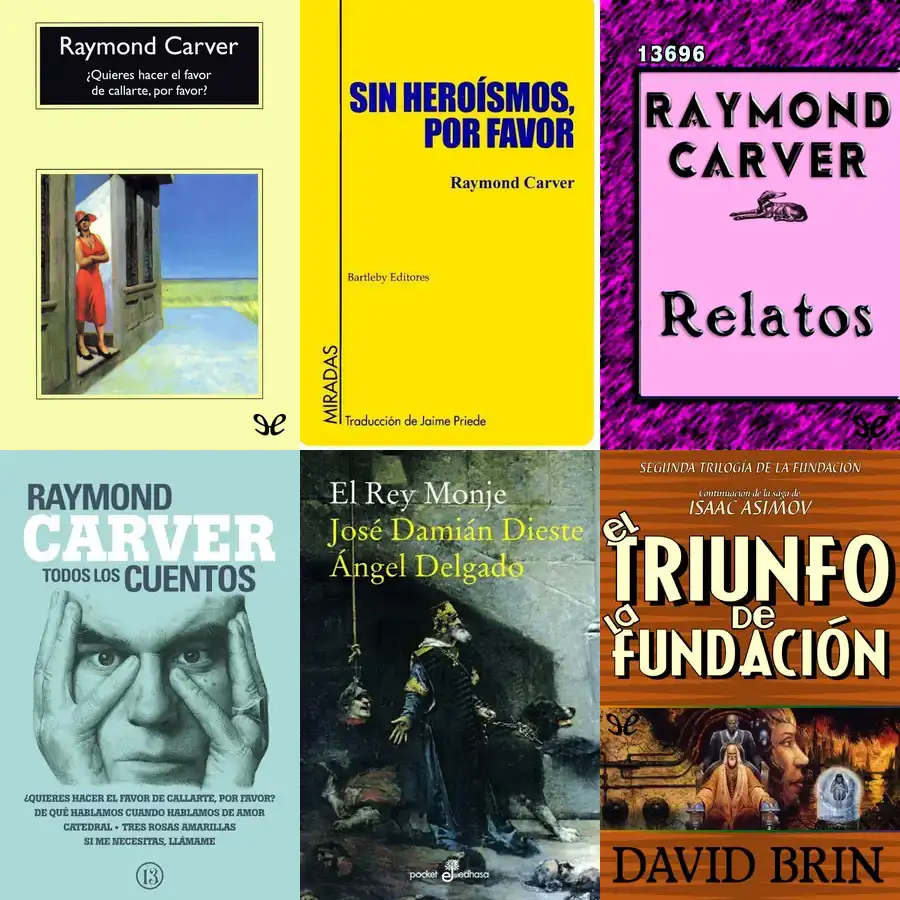 Raymond Carver
¿Quieres hacer el favor
de callarte, por favor?
SIN HEROÍSMOS,
POR FAVOR
Raymond Carver
Bartleby Editores
MIRADAS
Traducción de Jaime Priede
13696
RAYMOND
CARVER
Relatos
RAYMOND
CARVER
TODOS LOS CUENTOS
¿QUIERES HACER EL FAVOR DE CALLARTE, POR FAVOR?
DE QUÉ HABLAMOS CUANDO HABLAMOS DE AMOR
CATEDRAL • TRES ROSAS AMARILLAS
SI ME NECESITAS, LLÁMAME
13
El Rey Monje
José Damián Dieste
Ángel Delgado
pocket edhasa
SEGUNDA TRILOGÍA DE LA FUNDACIÓN
Continuación de la saga de
ISAAC ASIMOV
el
TRIUNFO
DE
la
FUNDACIÓN
DAVID BRIN